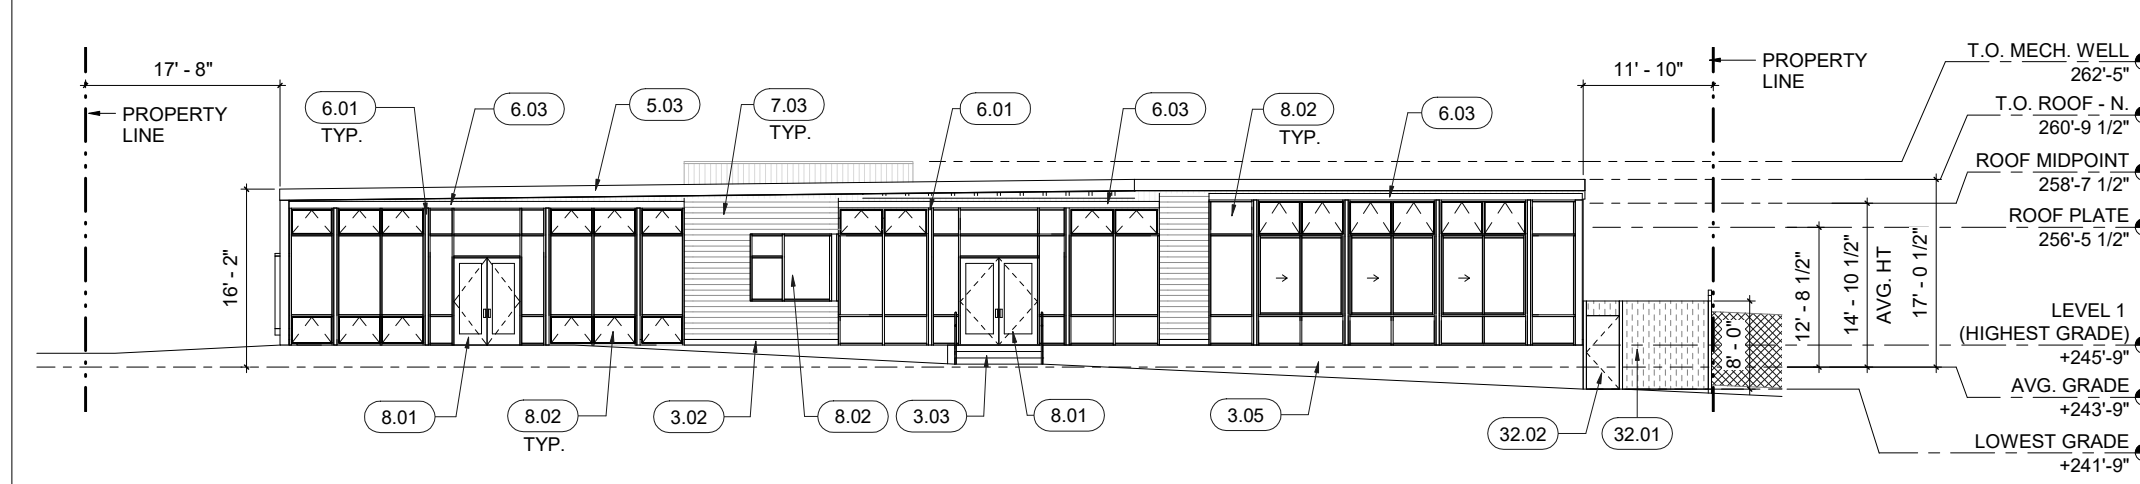 17' - 8"
PROPERTY
LINE
6.01
TYP.
6.03
5.03
7.03
TYP.
6.01
6.03
8.02
TYP.
6.03
11' - 10"
PROPERTY
LINE
T.O. MECH. WELL
262'-5"
T.O. ROOF - N.
260'-9 1/2"
ROOF MIDPOINT
258'-7 1/2"
ROOF PLATE
256'-5 1/2"
LEVEL 1
(HIGHEST GRADE)
+245'-9"
AVG. GRADE
+243'-9"
LOWEST GRADE
+241'-9"
16' - 2"
8' - 0"
12' - 8 1/2"
14' - 10 1/2"
AVG. HT
17' - 0 1/2"
8.01
8.02
TYP.
3.02
8.02
3.03
8.01
3.05
32.02
32.01